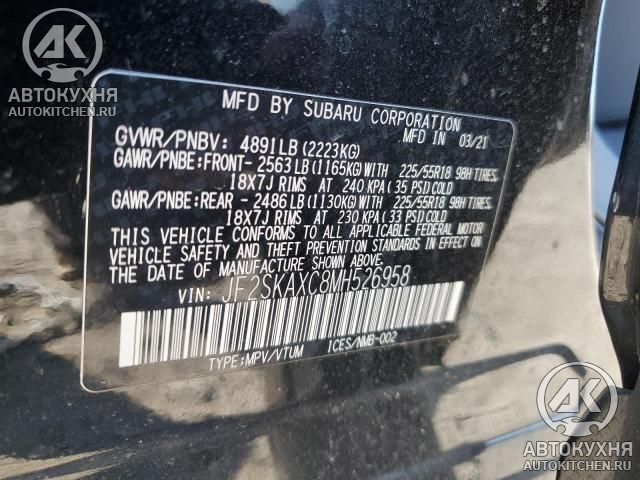 AK
АВТОКУХНЯ
AUTOKITCHEN.RU
MFD BY SUBARU CORPORATION
MFD IN 03/21
GVWR/PNBV: 4891LB(2223KG)
GAWR/PNBE:FRONT- 2563LB(1165KG)WITH 225/55R18 98H TIRES,
18X7J RIMS AT 240 KPA(35 PSI)COLD
GAWR/PNBE:REAR - 2486LB(1130KG)WITH 225/55R18 98H TIRES,
18X7J RIMS AT 230 KPA(33 PSI)COLD
THIS VEHICLE CONFORMS TO ALL APPLICABLE FEDERAL MOTOR
VEHICLE SAFETY AND THEFT PREVENTION STANDARDS IN EFFECT ON
THE DATE OF MANUFACTURE SHOWN ABOVE.
VIN: JF2SKAXC8MH526958
TYPE:MPV/VTUM ICES/NMB-002
AK
АВТОКУХНЯ
AUTOKITCHEN.RU